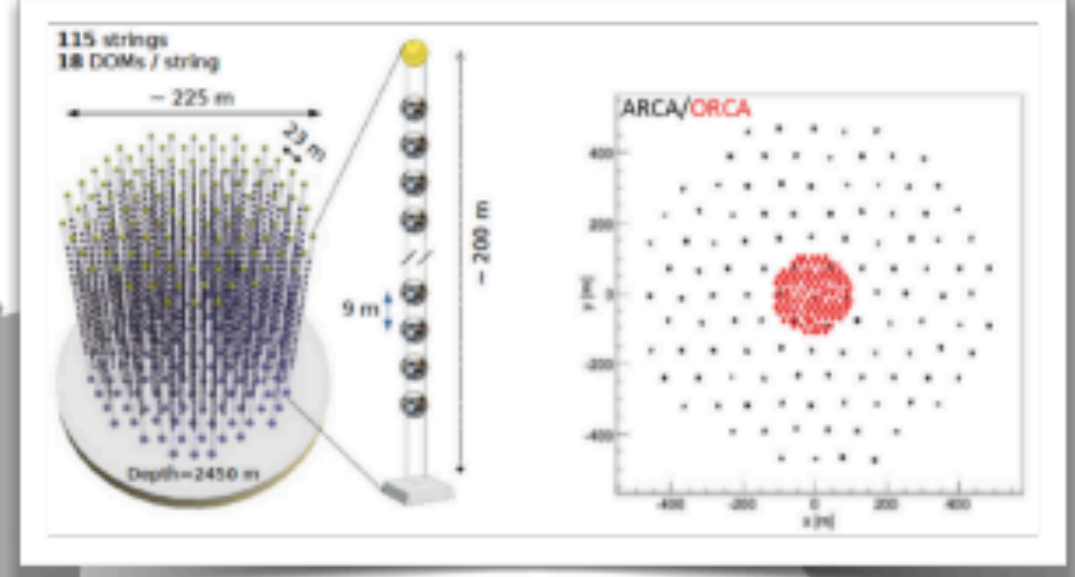 115 strings
18 DOMs / string
~ 225 m
23 m
~ 200 m
9 m
Depth=2450 m
ARCA/ORCA
400
200
0
-200
-400
y [m]
-400
-200
0
200
400
x [m]